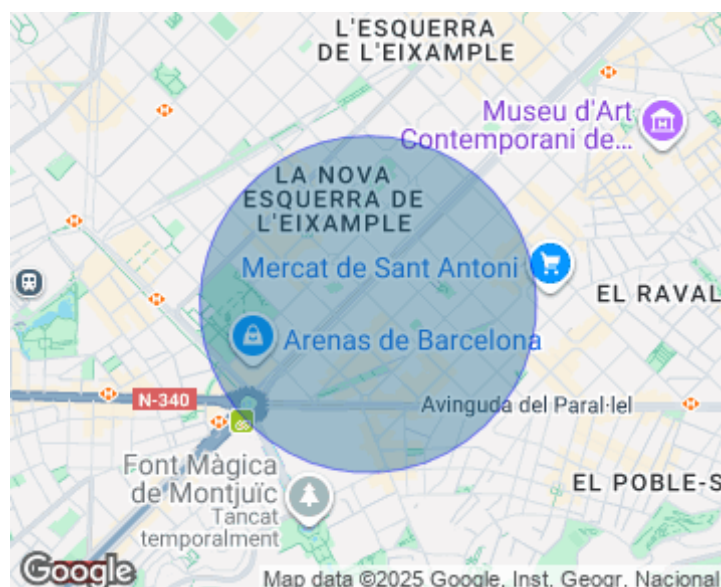 L'ESQUERRA
DE L'EIXAMPLE
Museu d'Art
Contemporani de...
LA NOVA
ESQUERRA DE
L'EIXAMPLE
Mercat de Sant Antoni
EL RAVAL
Arenas de Barcelona
N-340
Avinguda del Paral·lel
Font Màgica
de Montjuïc
Tancat
temporalment
EL POBLE-S
Google
Map data ©2025 Google, Inst. Geogr. Nacional